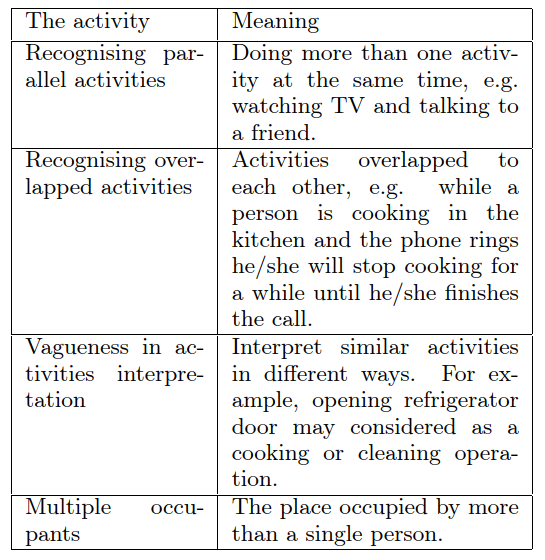 The activity
Meaning
Recognising par-
allel activities
Doing more than one activ-
ity at the same time, e.g.
watching TV and talking to
a friend.
Recognising over-
lapped activities
Activities overlapped to
each other, e.g. while a
person is cooking in the
kitchen and the phone rings
he/she will stop cooking for
a while until he/she finishes
the call.
Vagueness in ac-
tivities interpre-
tation
Interpret similar activities
in different ways. For ex-
ample, opening refrigerator
door may considered as a
cooking or cleaning opera-
tion.
Multiple occu-
pants
The place occupied by more
than a single person.